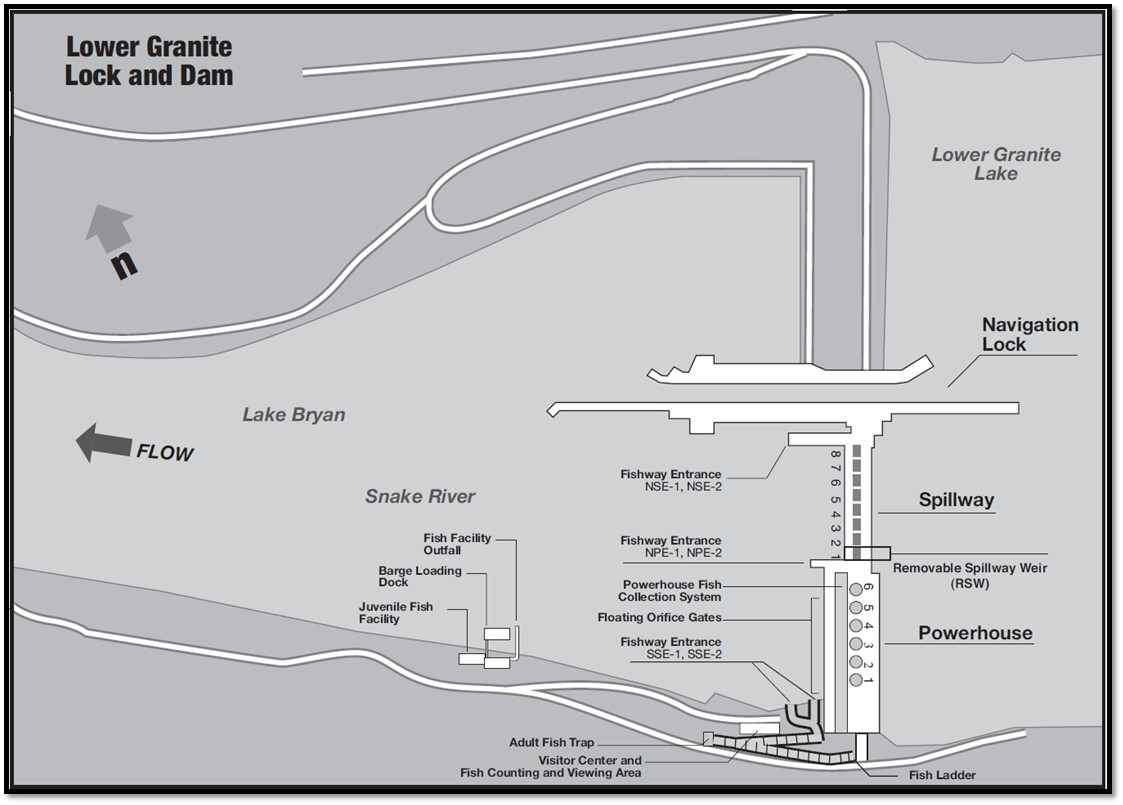 Lower Granite
Lock and Dam
Lower Granite
Lake
n
Navigation
Lock
Lake Bryan
FLOW
Snake River
Fishway Entrance
NSE-1, NSE-2
8
7
6
5
4
3
2
1
Spillway
Fish Facility
Outfall
Fishway Entrance
NPE-1, NPE-2
Removable Spillway Weir
(RSW)
Barge Loading
Dock
Powerhouse Fish
Collection System
Juvenile Fish
Facility
Floating Orifice Gates
6
5
4
3
2
1
Powerhouse
Fishway Entrance
SSE-1, SSE-2
Adult Fish Trap
Visitor Center and
Fish Counting and Viewing Area
Fish Ladder